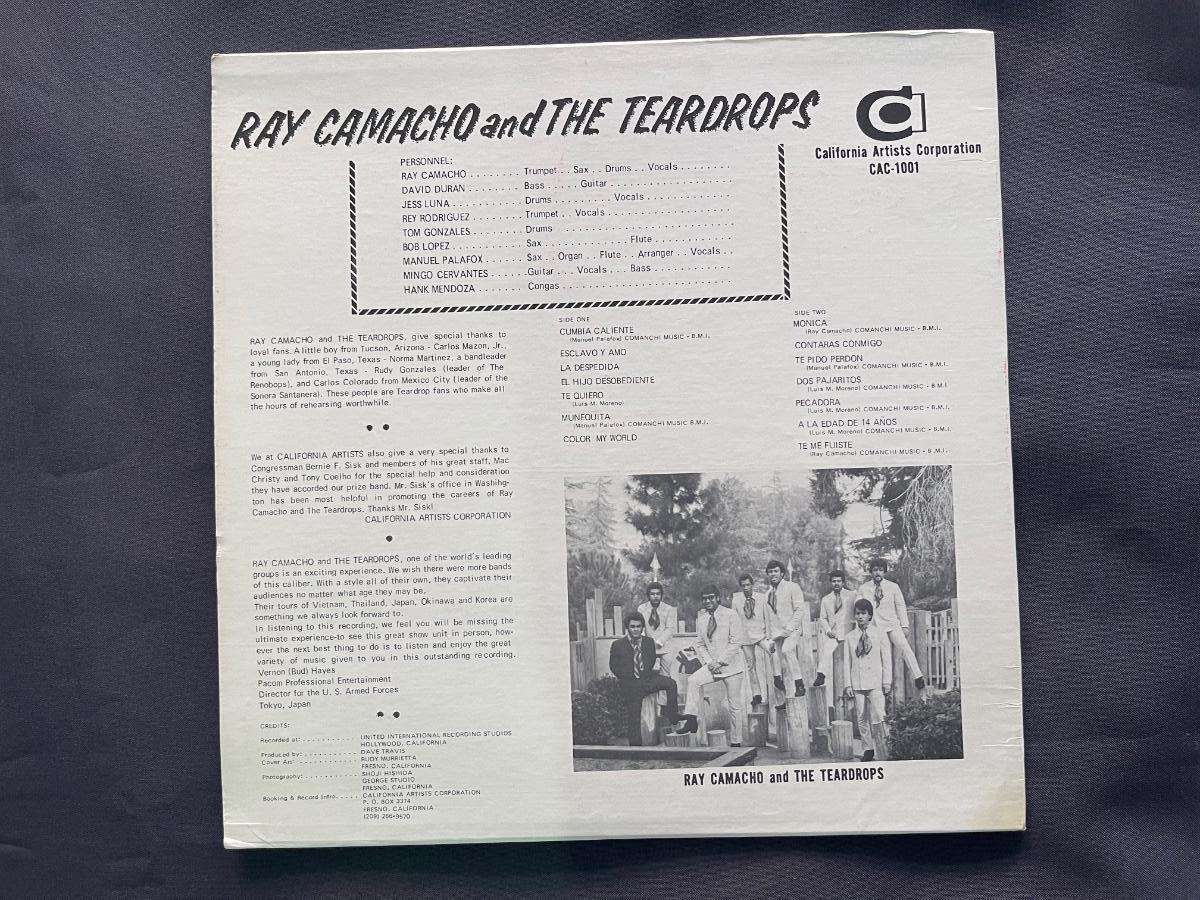 RAY CAMACHO and THE TEARDROPS
California Artists Corporation
CAC-1001
PERSONNEL:
RAY CAMACHO ........ Trumpet .. Sax .. Drums .. Vocals ........
DAVID DURAN ........ Bass ..... Guitar ..................
JESS LUNA ........... Drums .......... Vocals .............
REY RODRIGUEZ ........ Trumpet .. Vocals ..................
TOM GONZALES ........ Drums .........................
BOB LOPEZ ........... Sax ............. Flute ............
MANUEL PALAFOX ...... Sax .. Organ .. Flute .. Arranger .. Vocals ..
MINGO CERVANTES ...... Guitar ... Vocals ... Bass ............
HANK MENDOZA ....... Congas ..........................
RAY CAMACHO and THE TEARDROPS, give special thanks to
loyal fans. A little boy from Tucson, Arizona - Carlos Mazon, Jr.,
a young lady from El Paso, Texas - Norma Martinez, a bandleader
from San Antonio, Texas - Rudy Gonzales (leader of The
Renobops), and Carlos Colorado from Mexico City (leader of the
Sonora Santanera). These people are Teardrop fans who make all
the hours of rehearsing worthwhile.
We at CALIFORNIA ARTISTS also give a very special thanks to
Congressman Bernie F. Sisk and members of his great staff, Mac
Christy and Tony Coelho for the special help and consideration
they have accorded our prize band. Mr. Sisk's office in Washing-
ton has been most helpful in promoting the careers of Ray
Camacho and The Teardrops. Thanks Mr. Sisk!
CALIFORNIA ARTISTS CORPORATION
RAY CAMACHO and THE TEARDROPS, one of the world's leading
groups is an exciting experience. We wish there were more bands
of this caliber. With a style all of their own, they captivate their
audiences no matter what age they may be.
Their tours of Vietnam, Thailand, Japan, Okinawa and Korea are
something we always look forward to.
In listening to this recording, we feel you will be missing the
ultimate experience-to see this great show unit in person, how-
ever the next best thing to do is to listen and enjoy the great
variety of music given to you in this outstanding recording.
Vernon (Bud) Hayes
Pacom Professional Entertainment
Director for the U. S. Armed Forces
Tokyo, Japan
CREDITS:
Recorded at: ........... UNITED INTERNATIONAL RECORDING STUDIOS
HOLLYWOOD, CALIFORNIA
Produced by: ........... DAVE TRAVIS
Cover Art: ............ RUDY MURRIETTA
FRESNO, CALIFORNIA
Photography: ........... SHOJI HISHIDA
GEORGE STUDIO
FRESNO, CALIFORNIA
Booking & Record Info. .... CALIFORNIA ARTISTS CORPORATION
P. O. BOX 3374
FRESNO, CALIFORNIA
(209) 266-9570
SIDE ONE
CUMBIA CALIENTE
(Manuel Palafox) COMANCHI MUSIC - B.M.I.
ESCLAVO Y AMO
LA DESPEDIDA
EL HIJO DESOBEDIENTE
TE QUIERO
(Luis M. Moreno)
MUNEQUITA
(Manuel Palafox) COMANCHI MUSIC B.M.I.
COLOR MY WORLD
SIDE TWO
MONICA
(Ray Camacho) COMANCHI MUSIC - B.M.I.
CONTARAS CONMIGO
TE PIDO PERDON
(Manuel Palafox) COMANCHI MUSIC - B.M.I.
DOS PAJARITOS
(Luis M. Moreno) COMANCHI MUSIC - B.M.I
PECADORA
(Luis M. Moreno) COMANCHI MUSIC - B.M.I.
A LA EDAD DE 14 AÑOS
(Luis M. Moreno) COMANCHI MUSIC - B.M.I.
TE ME FUISTE
(Ray Camacho) COMANCHI MUSIC - B.M.I.
RAY CAMACHO and THE TEARDROPS